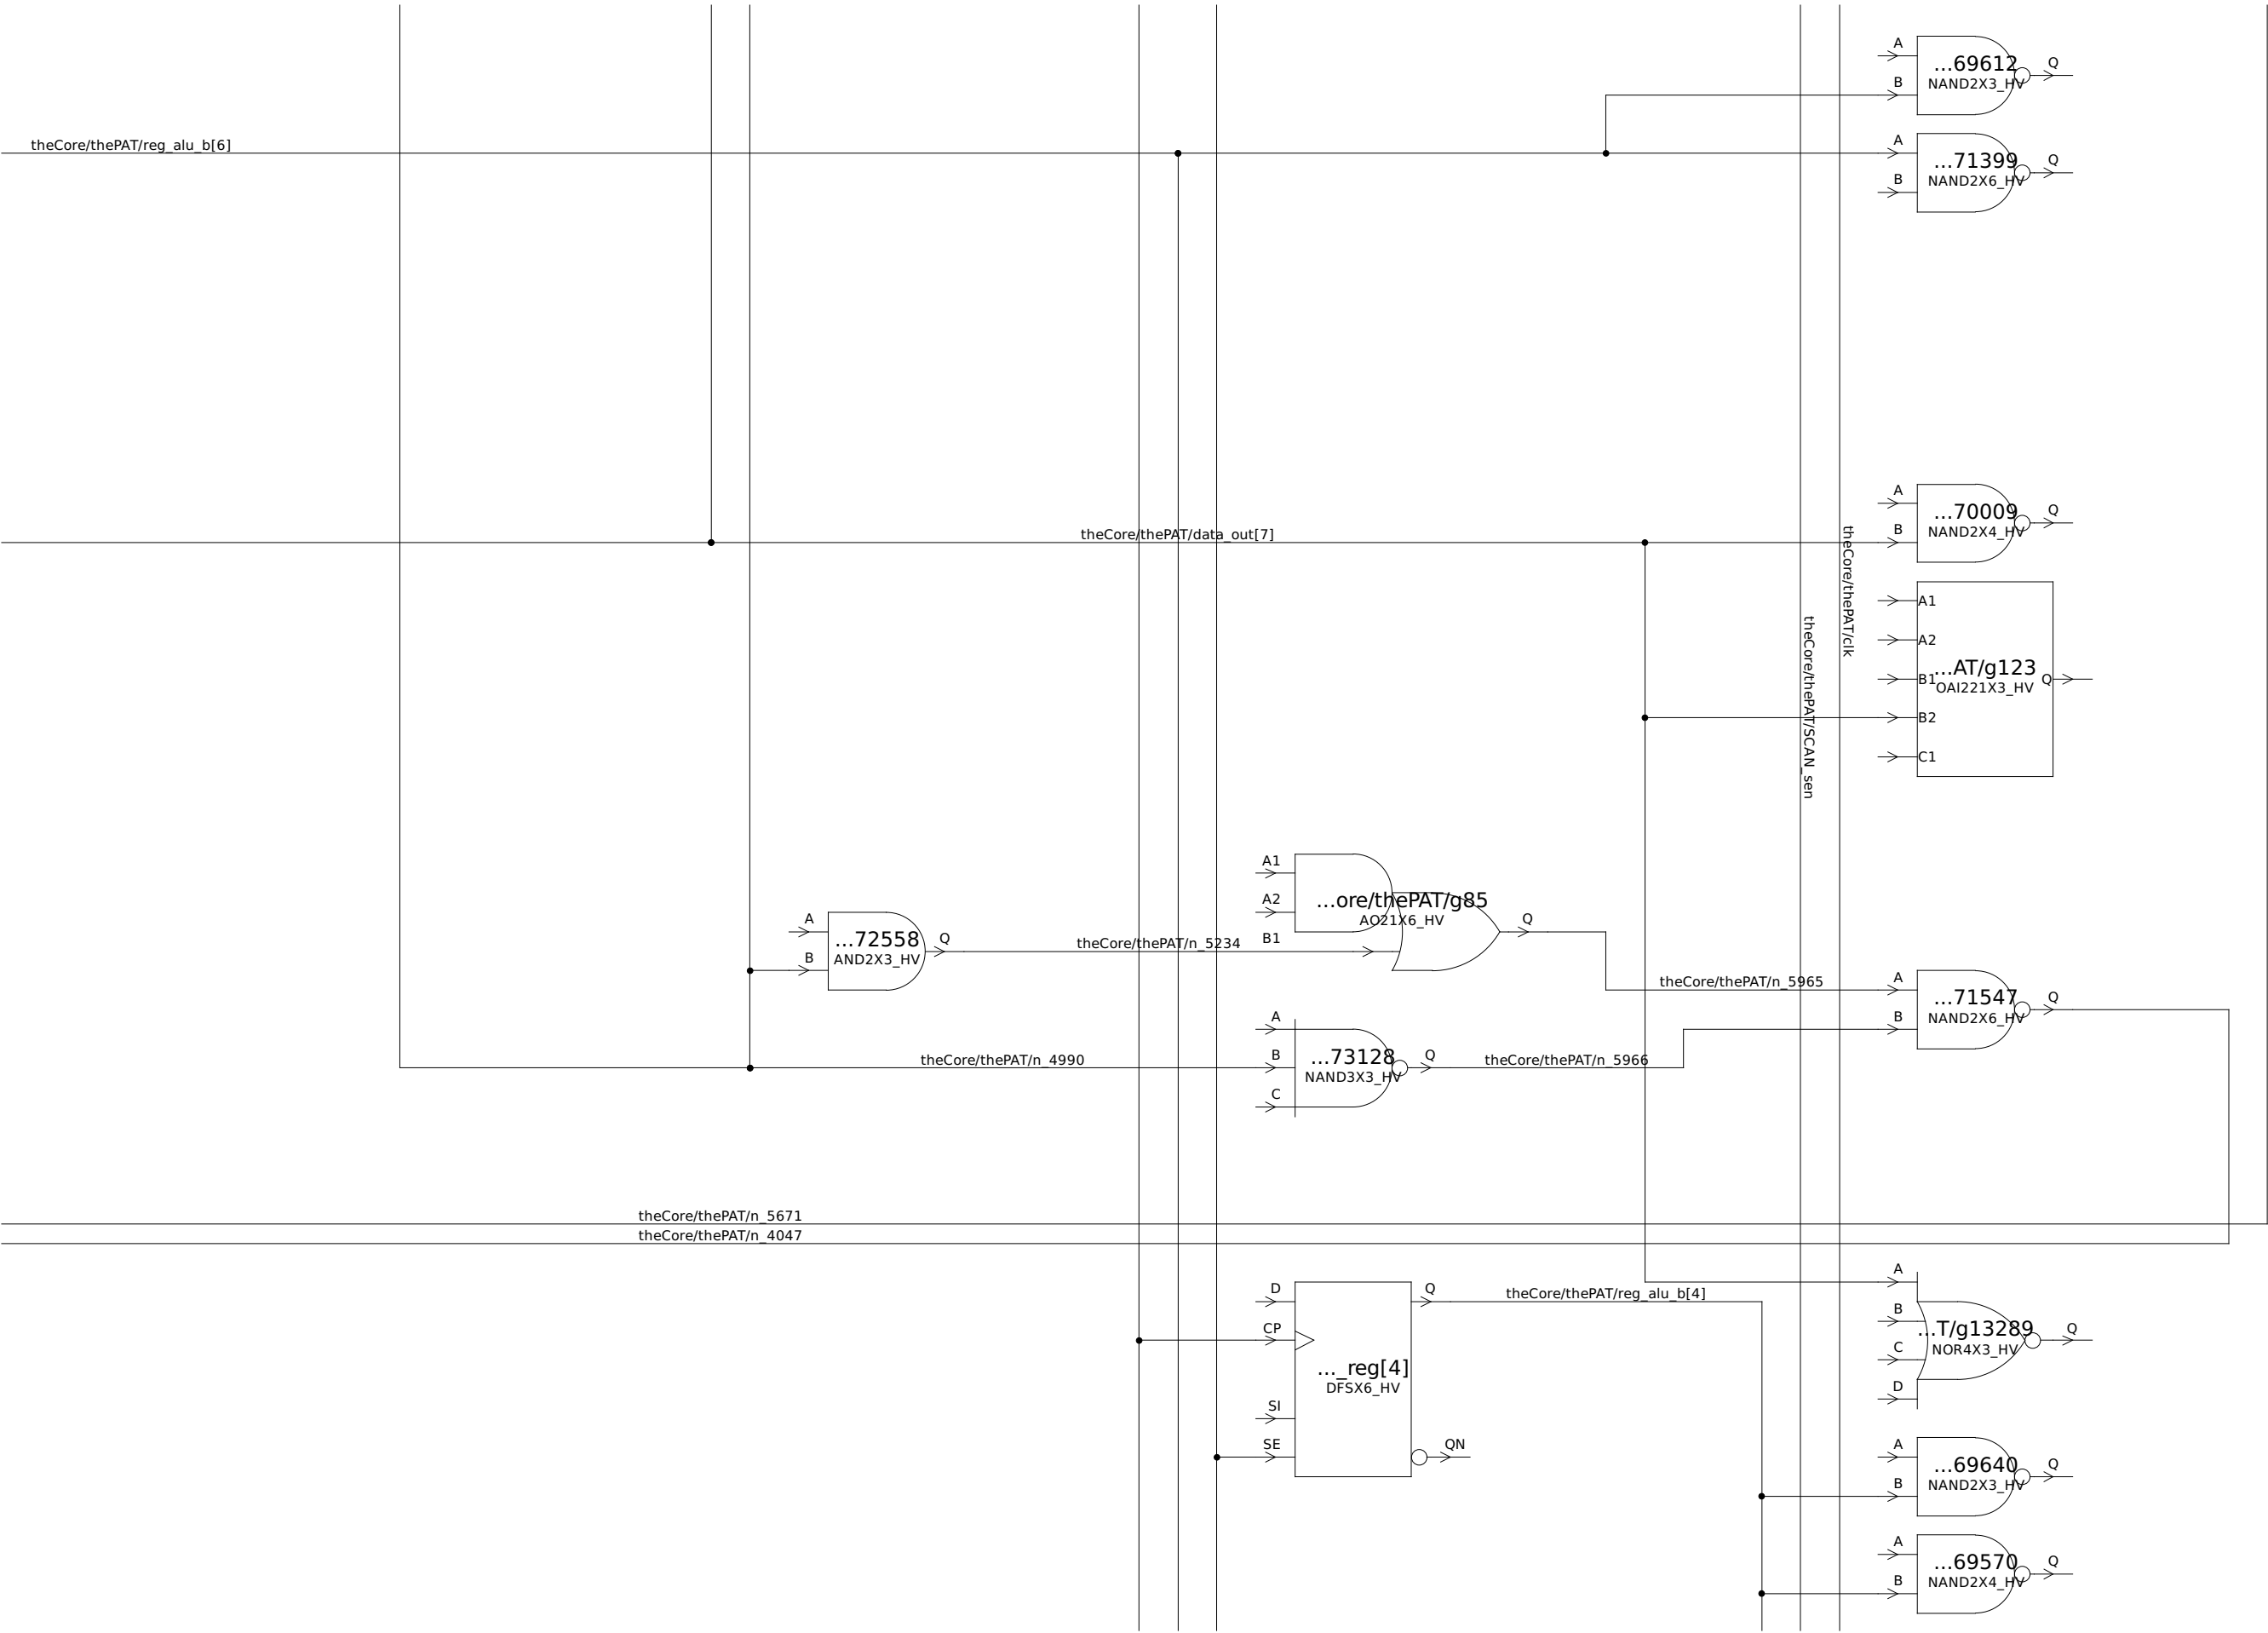 A
...69612
NAND2X3_HV
Q
B
theCore/thePAT/reg_alu_b[6]
A
...71399
NAND2X6_HV
Q
B
A
...70009
NAND2X4_HV
Q
B
theCore/thePAT/data_out[7]
theCore/thePAT/clk
theCore/thePAT/SCAN_sen
A1
A2
...AT/g123
B1
OAI221X3_HV
Q
B2
C1
A1
A2
...ore/thePAT/g85
AO21X6_HV
Q
B1
A
...72558
AND2X3_HV
Q
B
theCore/thePAT/n_5234
theCore/thePAT/n_5965
A
...71547
NAND2X6_HV
Q
B
A
B
...73128
NAND3X3_HV
Q
C
theCore/thePAT/n_4990
theCore/thePAT/n_5966
theCore/thePAT/n_5671
theCore/thePAT/n_4047
D
Q
CP
..._reg[4]
DFSX6_HV
SI
SE
QN
theCore/thePAT/reg_alu_b[4]
A
B
...T/g13289
NOR4X3_HV
Q
C
D
A
...69640
NAND2X3_HV
Q
B
A
...69570
NAND2X4_HV
Q
B